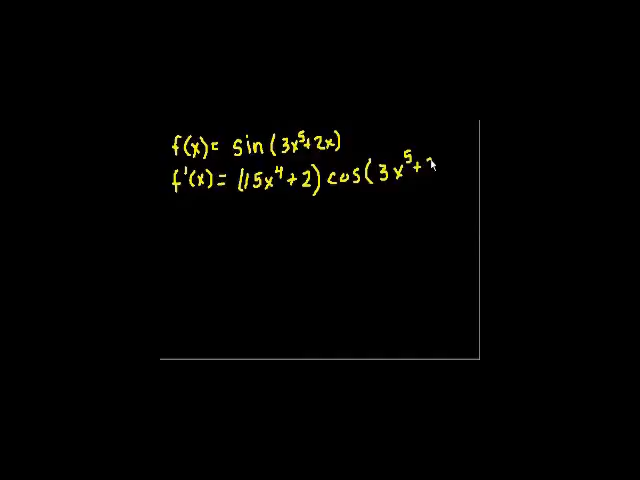 f(x) = sin(3x⁵+2x)
f'(x) = (15x⁴+2) cos(3x⁵+